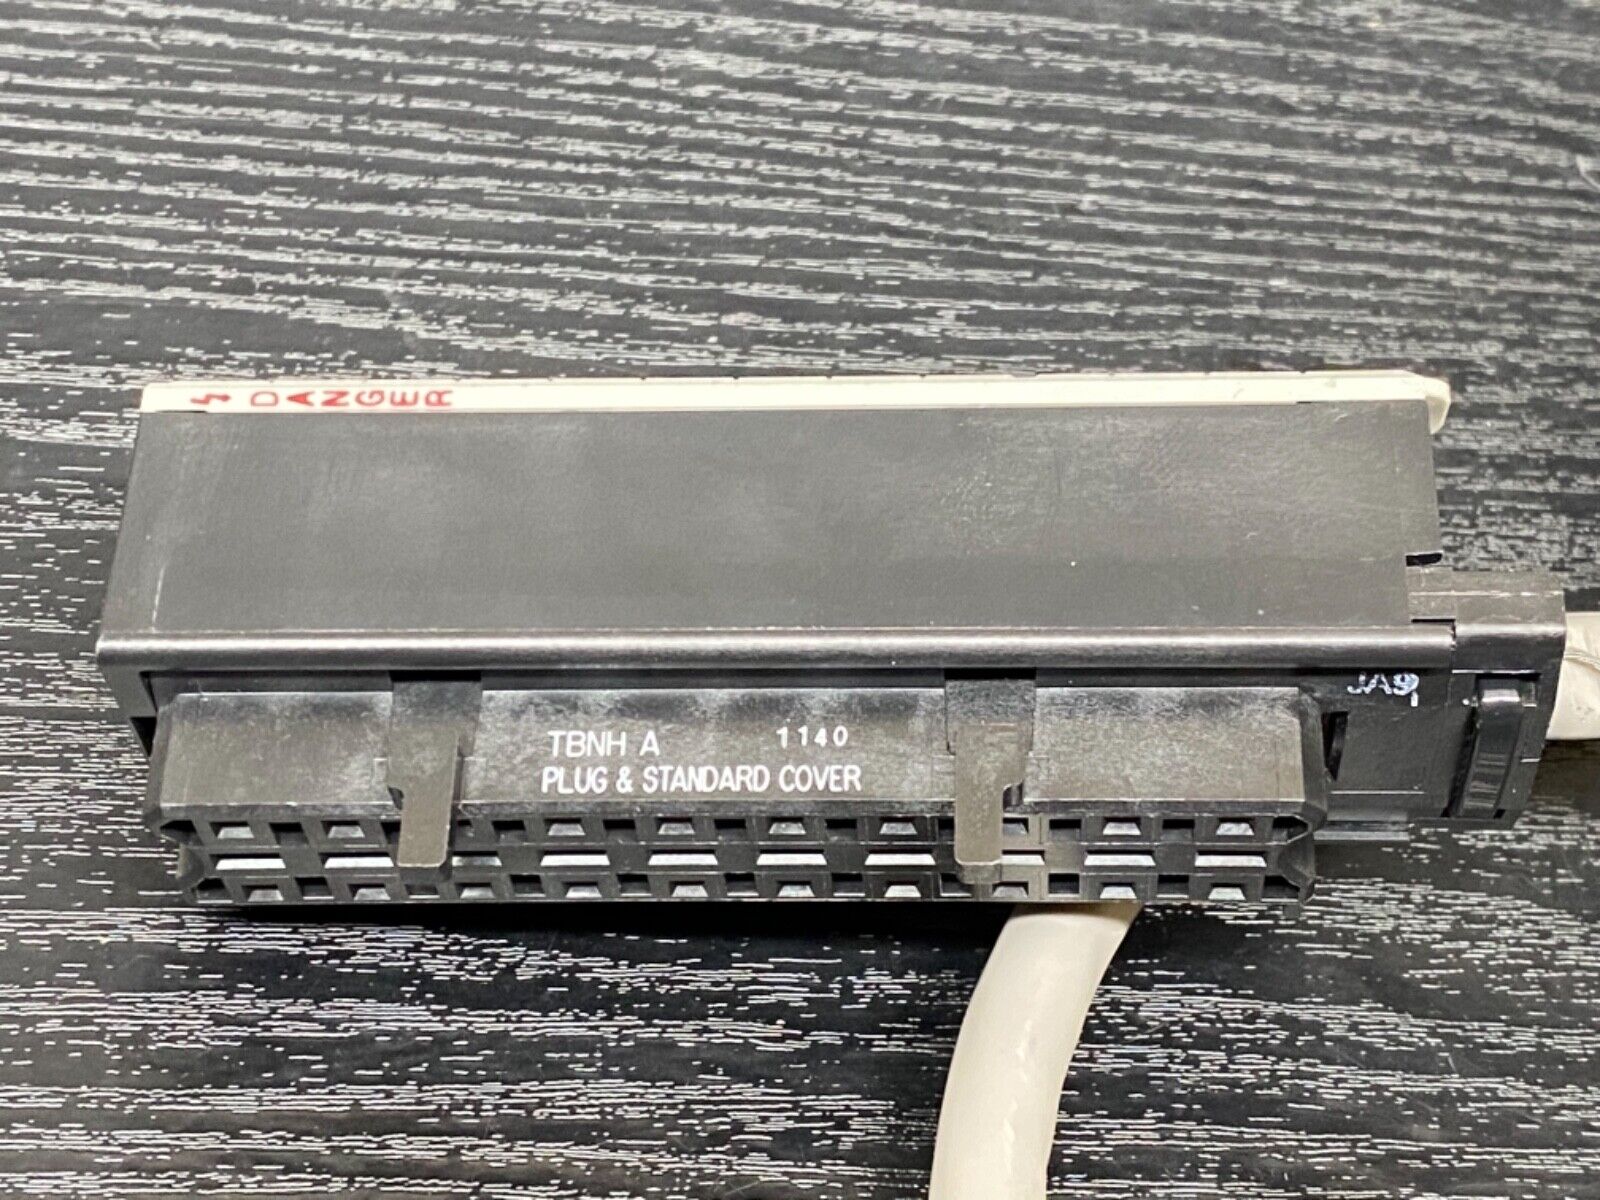 DANGER
JA9
TBNH A 1140
PLUG & STANDARD COVER